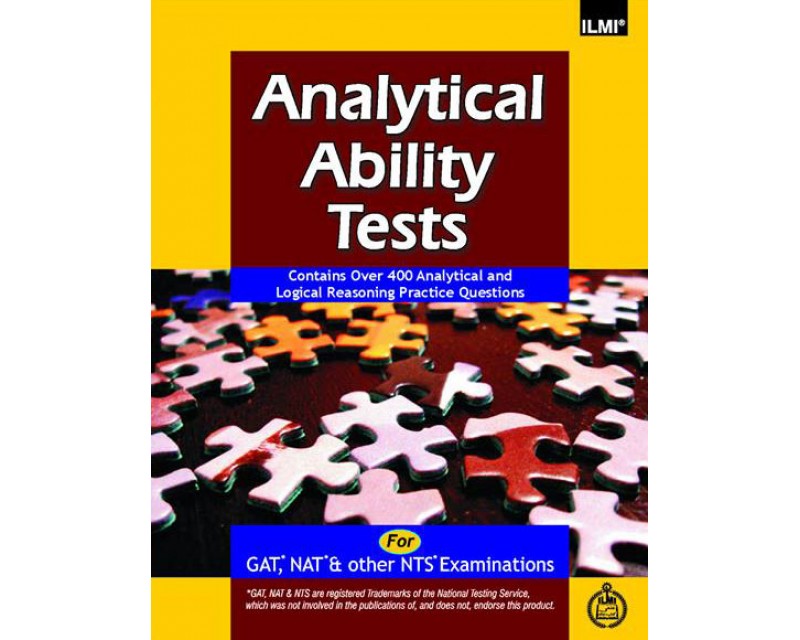 ILMI®
Analytical
Ability
Tests
Contains Over 400 Analytical and
Logical Reasoning Practice Questions
For
GAT,* NAT*& other NTS* Examinations
*GAT, NAT & NTS are registered Trademarks of the National Testing Service,
which was not involved in the publications of, and does not, endorse this product.
ILMI